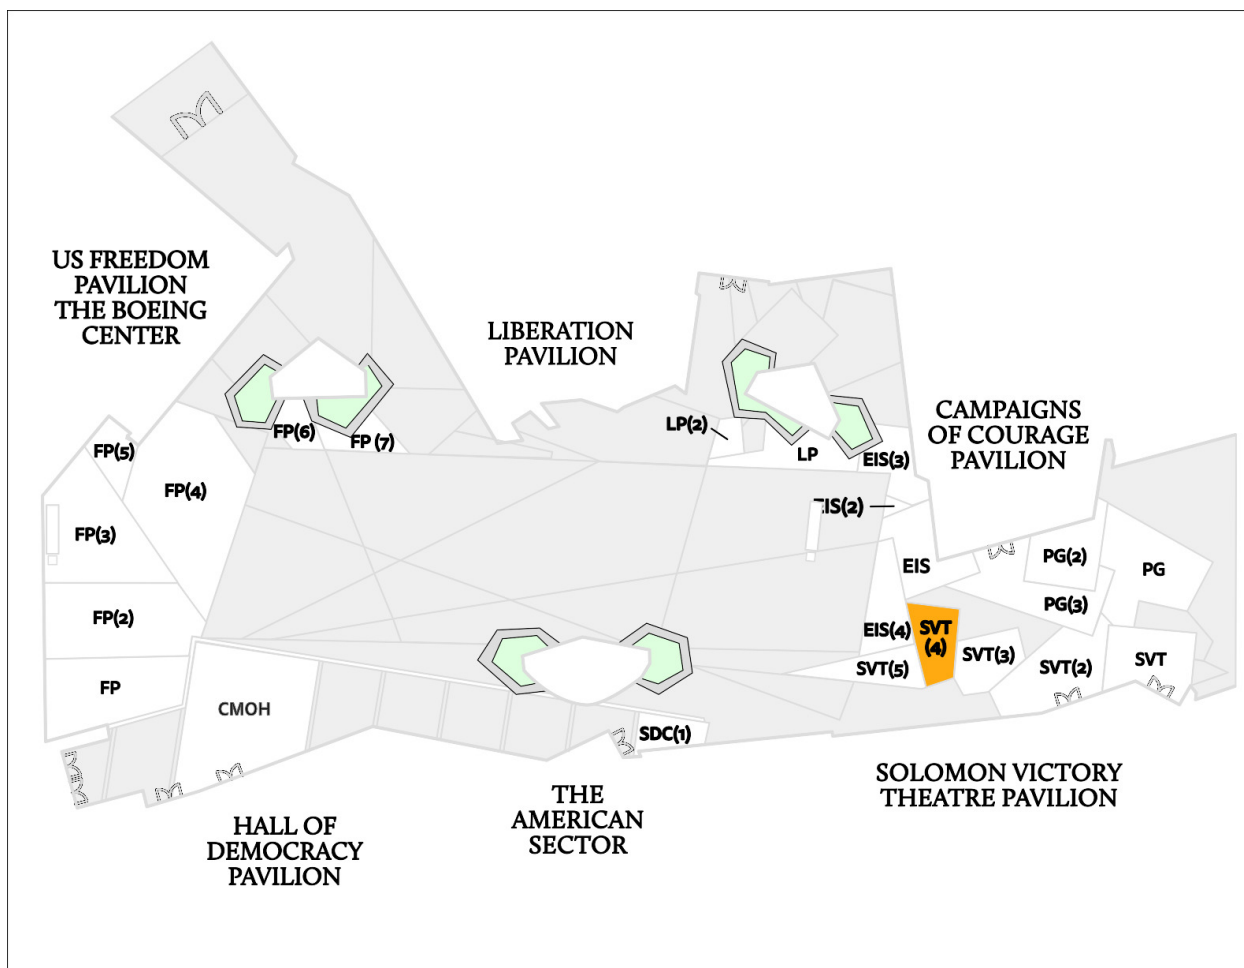 US FREEDOM
PAVILION
THE BOEING
CENTER
LIBERATION
PAVILION
CAMPAIGNS
OF COURAGE
PAVILION
LP(2)
LP
EIS(3)
EIS(2)
FP(5)
FP(6)
FP (7)
FP(4)
FP(3)
FP(2)
FP
CMOH
EIS
PG(2)
PG
PG(3)
EIS(4)
SVT
(4)
SVT(3)
SVT(5)
SVT(2)
SVT
SDC(1)
SOLOMON VICTORY
THEATRE PAVILION
THE
AMERICAN
SECTOR
HALL OF
DEMOCRACY
PAVILION